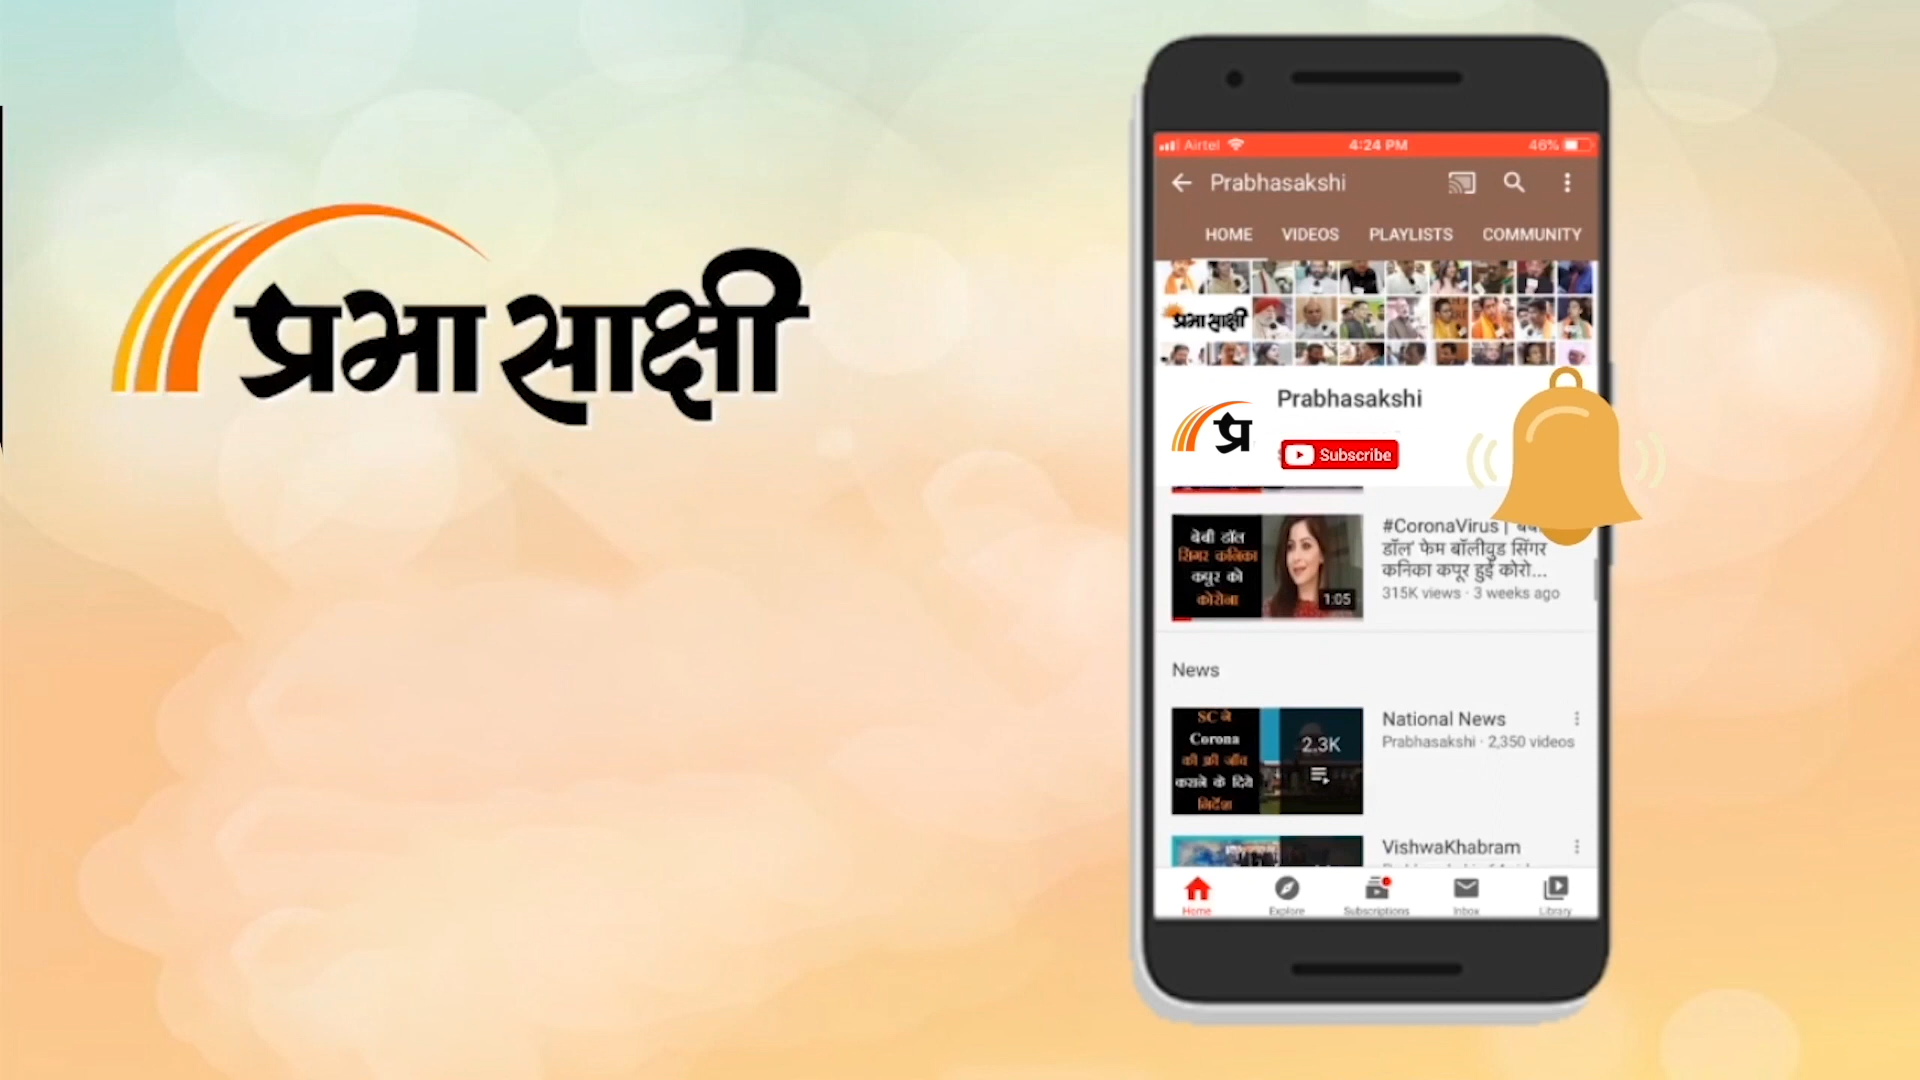 प्रभा साक्षी
Airtel 4:24 PM 46%
Prabhasakshi
HOME VIDEOS PLAYLISTS COMMUNITY
प्रभा साक्षी
Prabhasakshi
प्र
Subscribe
बेबी डॉल
सिंगर कनिका
कपूर को
कोरोना
1:05
#CoronaVirus |
डॉल' फेम बॉलीवुड सिंगर
कनिका कपूर हुईं कोरो...
315K views · 3 weeks ago
News
SC ने
Corona
की फ्री जाँच
कराने के दिये
निर्देश
2.3K
National News
Prabhasakshi · 2,350 videos
VishwaKhabram
Home Explore Subscriptions Inbox Library